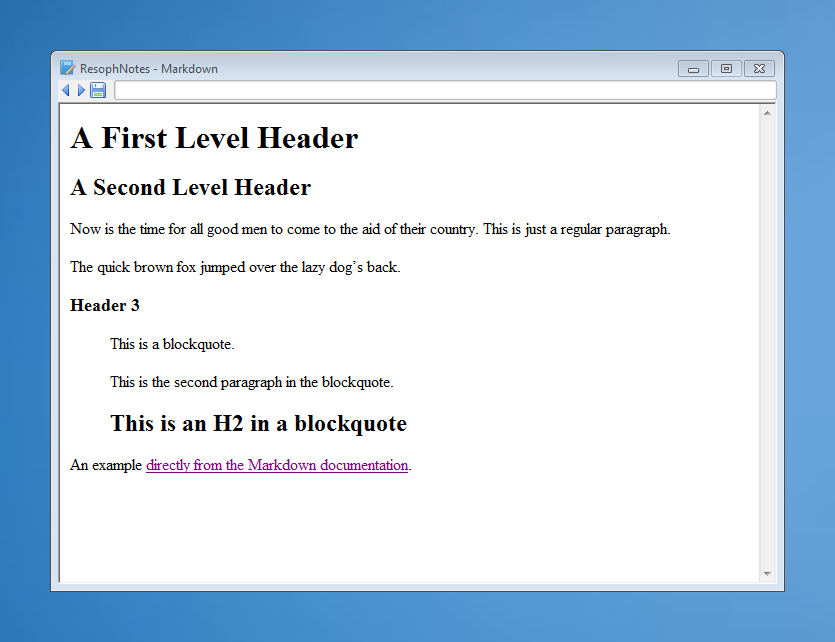 ResophNotes - Markdown
A First Level Header
A Second Level Header
Now is the time for all good men to come to the aid of their country. This is just a regular paragraph.
The quick brown fox jumped over the lazy dog’s back.
Header 3
This is a blockquote.
This is the second paragraph in the blockquote.
This is an H2 in a blockquote
An example directly from the Markdown documentation.